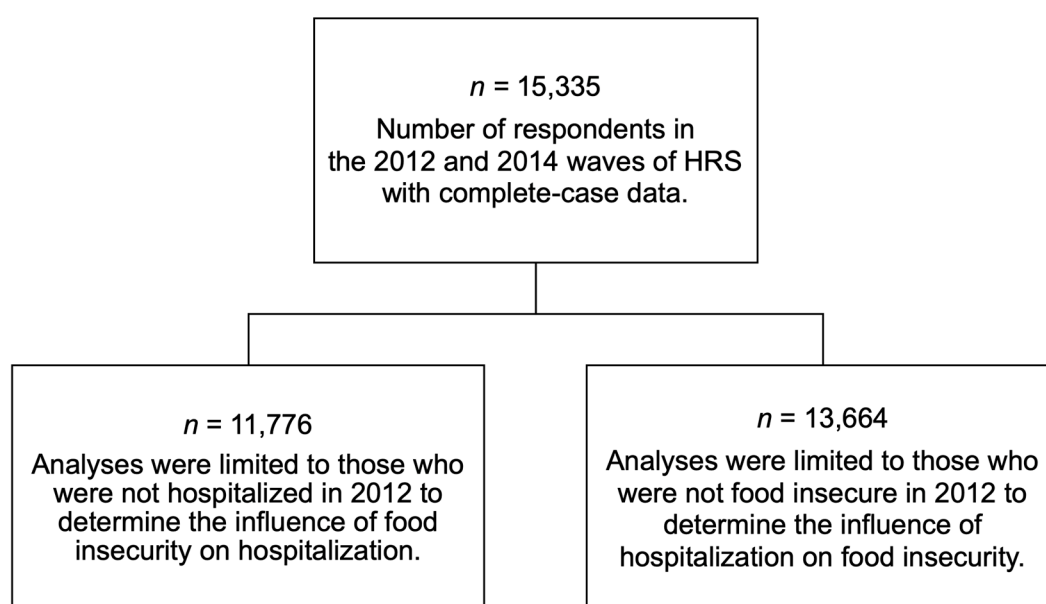 n = 15,335
Number of respondents in
the 2012 and 2014 waves of HRS
with complete-case data.
n = 11,776
Analyses were limited to those who
were not hospitalized in 2012 to
determine the influence of food
insecurity on hospitalization.
n = 13,664
Analyses were limited to those who
were not food insecure in 2012 to
determine the influence of
hospitalization on food insecurity.